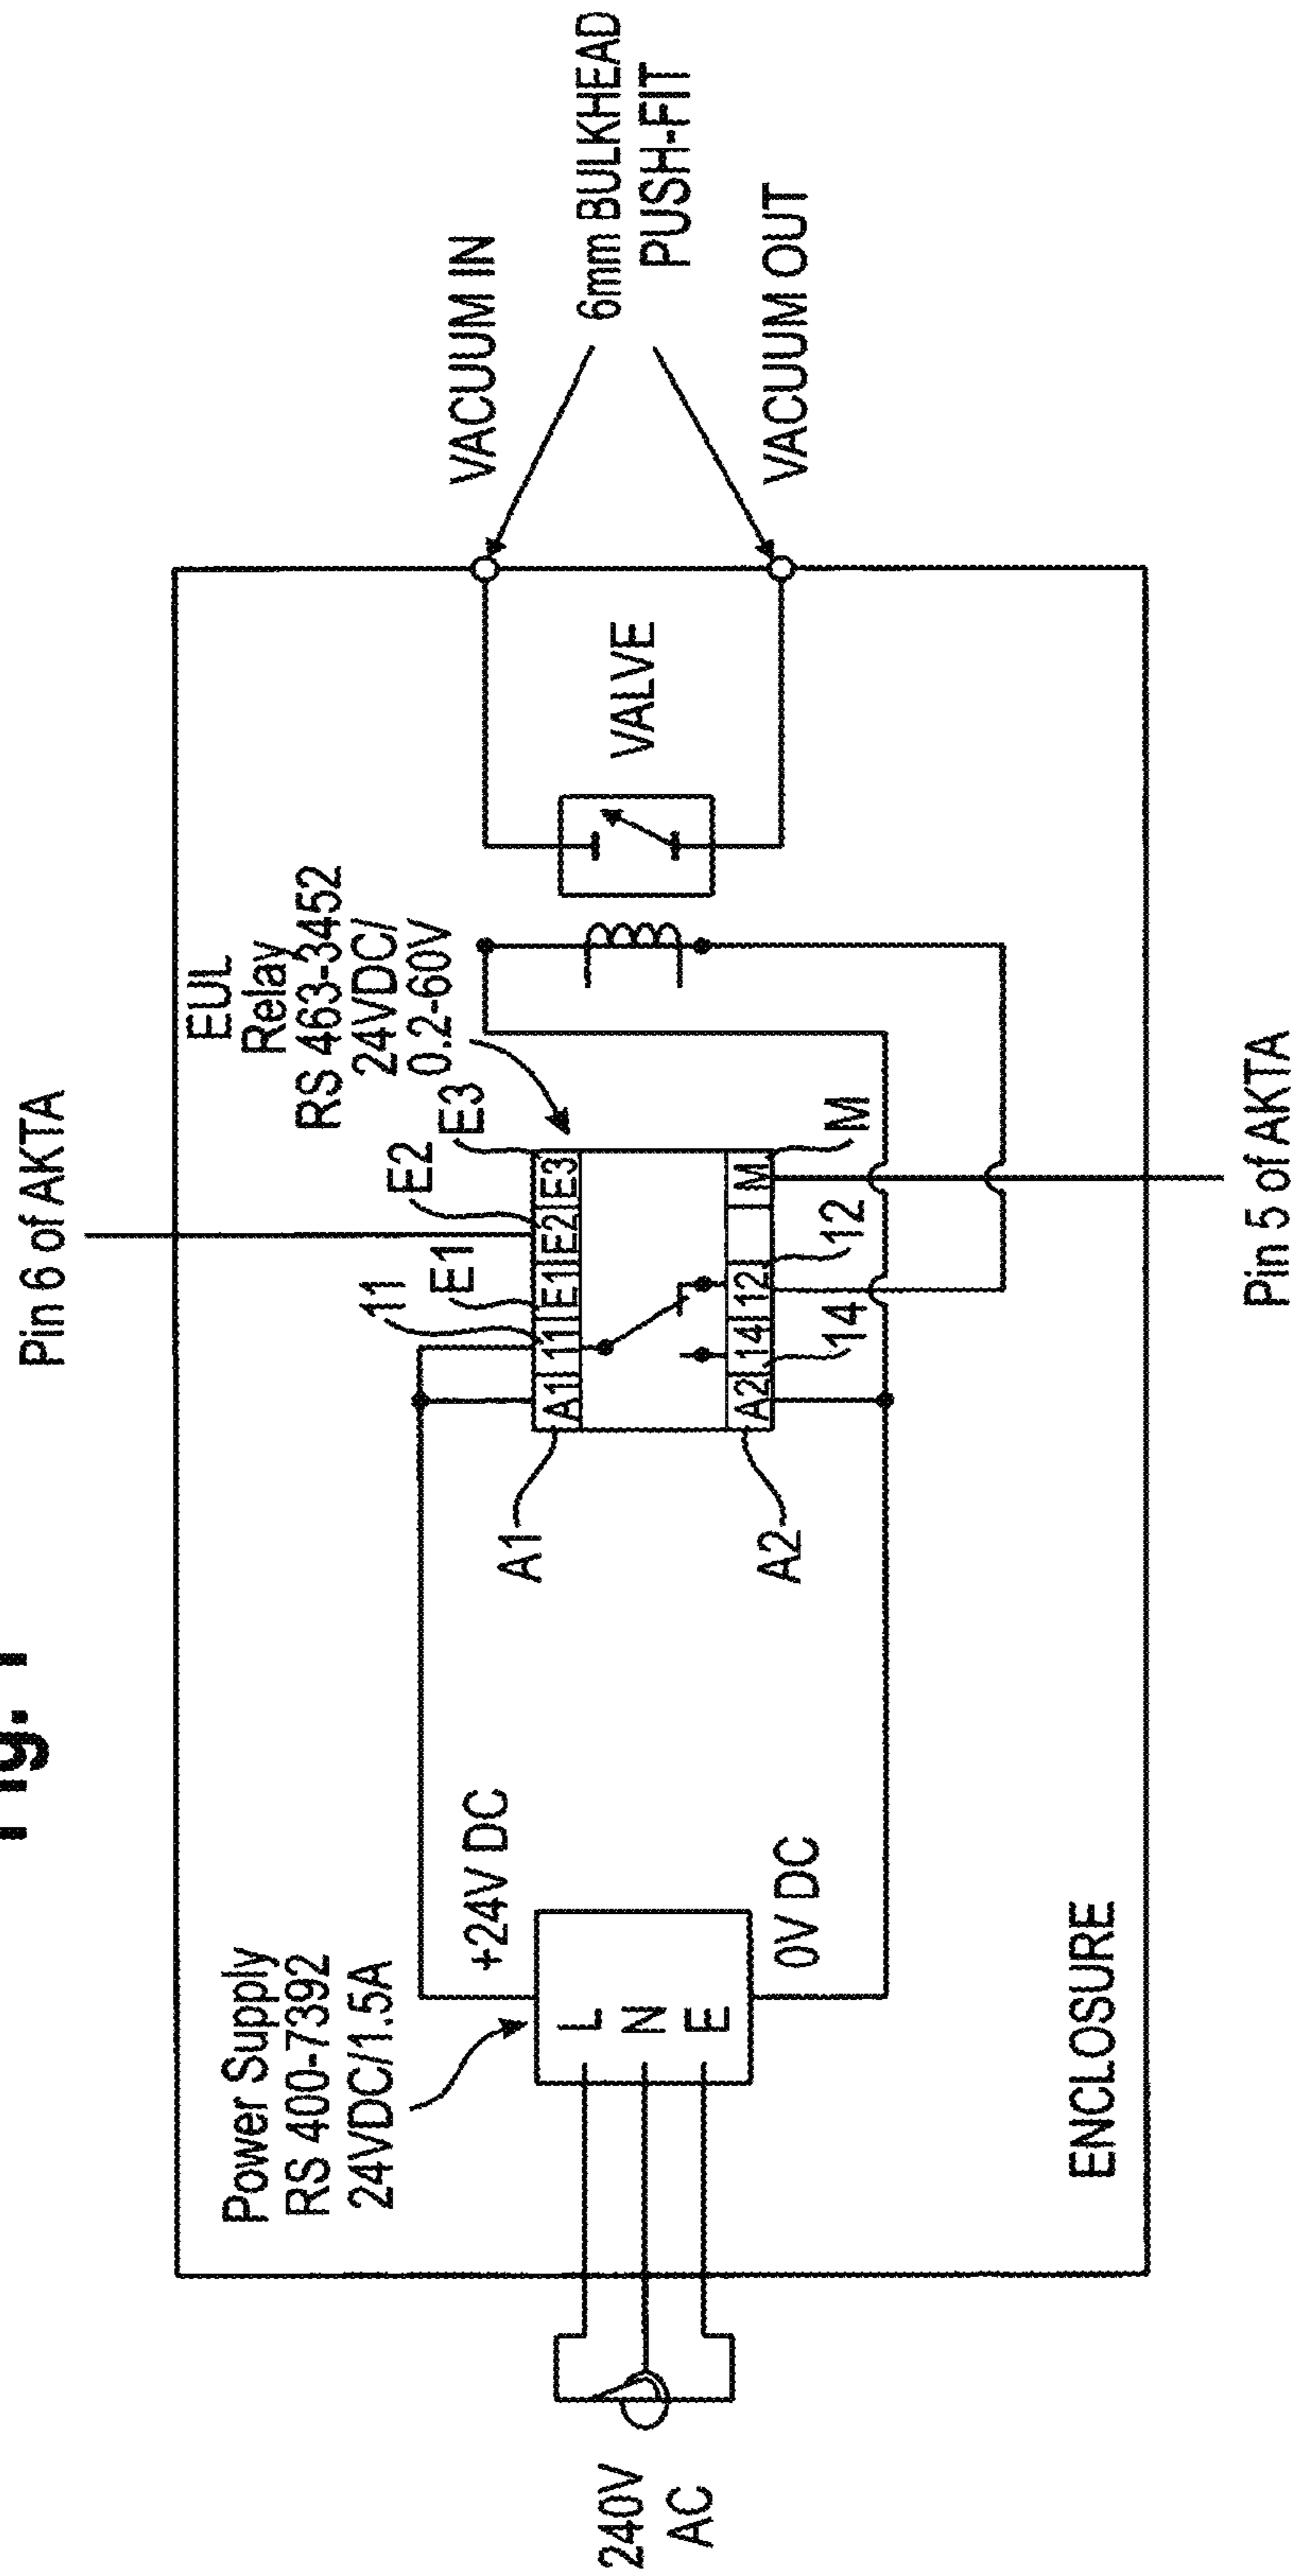 Fig. 1
Pin 6 of AKTA
Power Supply
RS 400-7392
24VDC/1.5A
EUL
Relay
RS 463-3452
24VDC/
0.2-60V
+24V DC
0V DC
L
N
E
240V
AC
11
E1
E2
E3
A1
A1
11
E1
E2
E3
A2
14
12
M
A2
14
12
M
VALVE
VACUUM IN
6mm BULKHEAD
PUSH-FIT
VACUUM OUT
ENCLOSURE
Pin 5 of AKTA